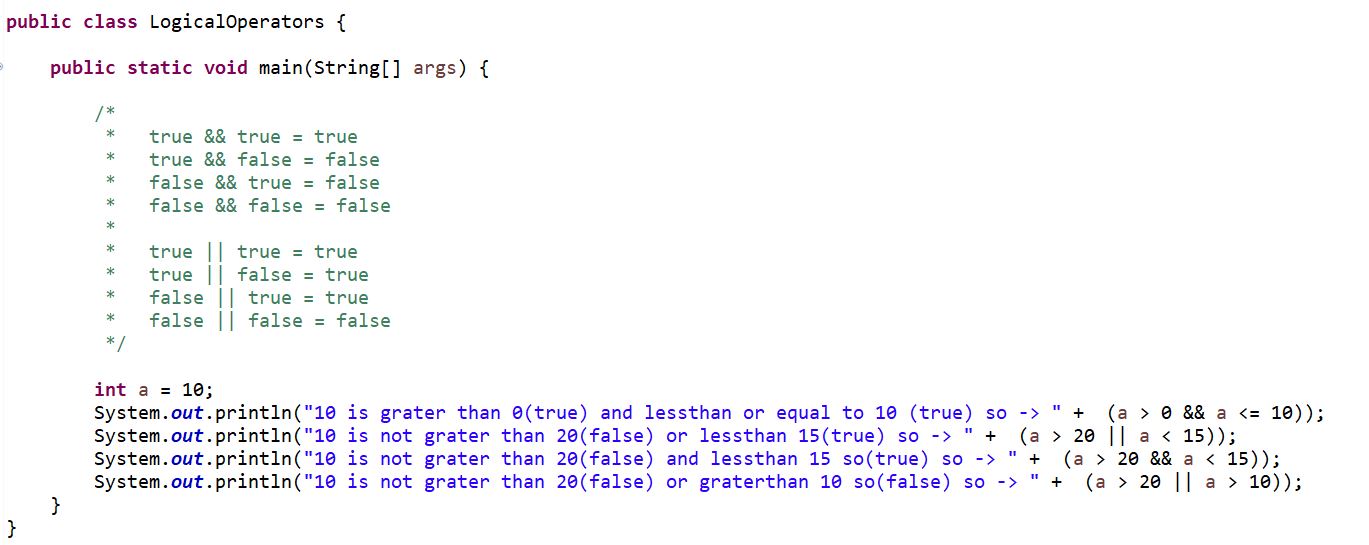 public class LogicalOperators {
public static void main(String[] args) {
/*
* true && true = true
* true && false = false
* false && true = false
* false && false = false
*
* true || true = true
* true || false = true
* false || true = true
* false || false = false
*/
int a = 10;
System.out.println("10 is grater than 0(true) and lessthan or equal to 10 (true) so -> " + (a > 0 && a <= 10));
System.out.println("10 is not grater than 20(false) or lessthan 15(true) so -> " + (a > 20 || a < 15));
System.out.println("10 is not grater than 20(false) and lessthan 15 so(true) so -> " + (a > 20 && a < 15));
System.out.println("10 is not grater than 20(false) or graterthan 10 so(false) so -> " + (a > 20 || a > 10));
}
}